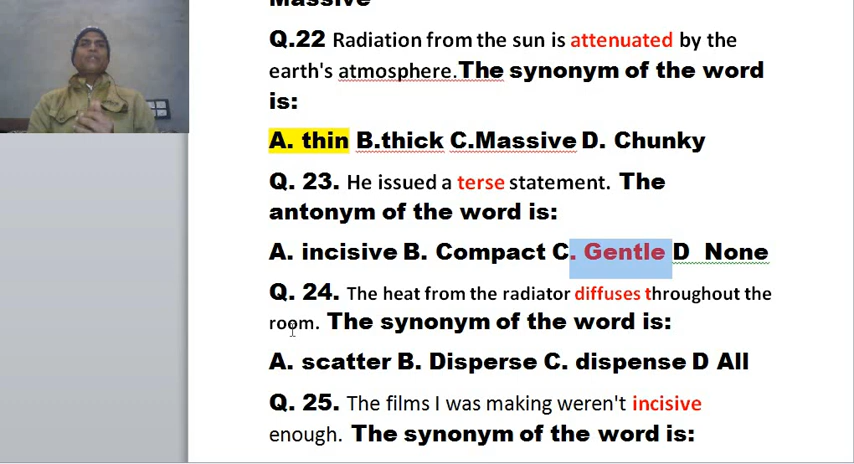 Massive
Q.22 Radiation from the sun is attenuated by the
earth's atmosphere.The synonym of the word
is:
A. thin B.thick C.Massive D. Chunky
Q. 23. He issued a terse statement. The
antonym of the word is:
A. incisive B. Compact C. Gentle D  None
Q. 24. The heat from the radiator diffuses throughout the
room. The synonym of the word is:
A. scatter B. Disperse C. dispense D All
Q. 25. The films I was making weren't incisive
enough. The synonym of the word is: